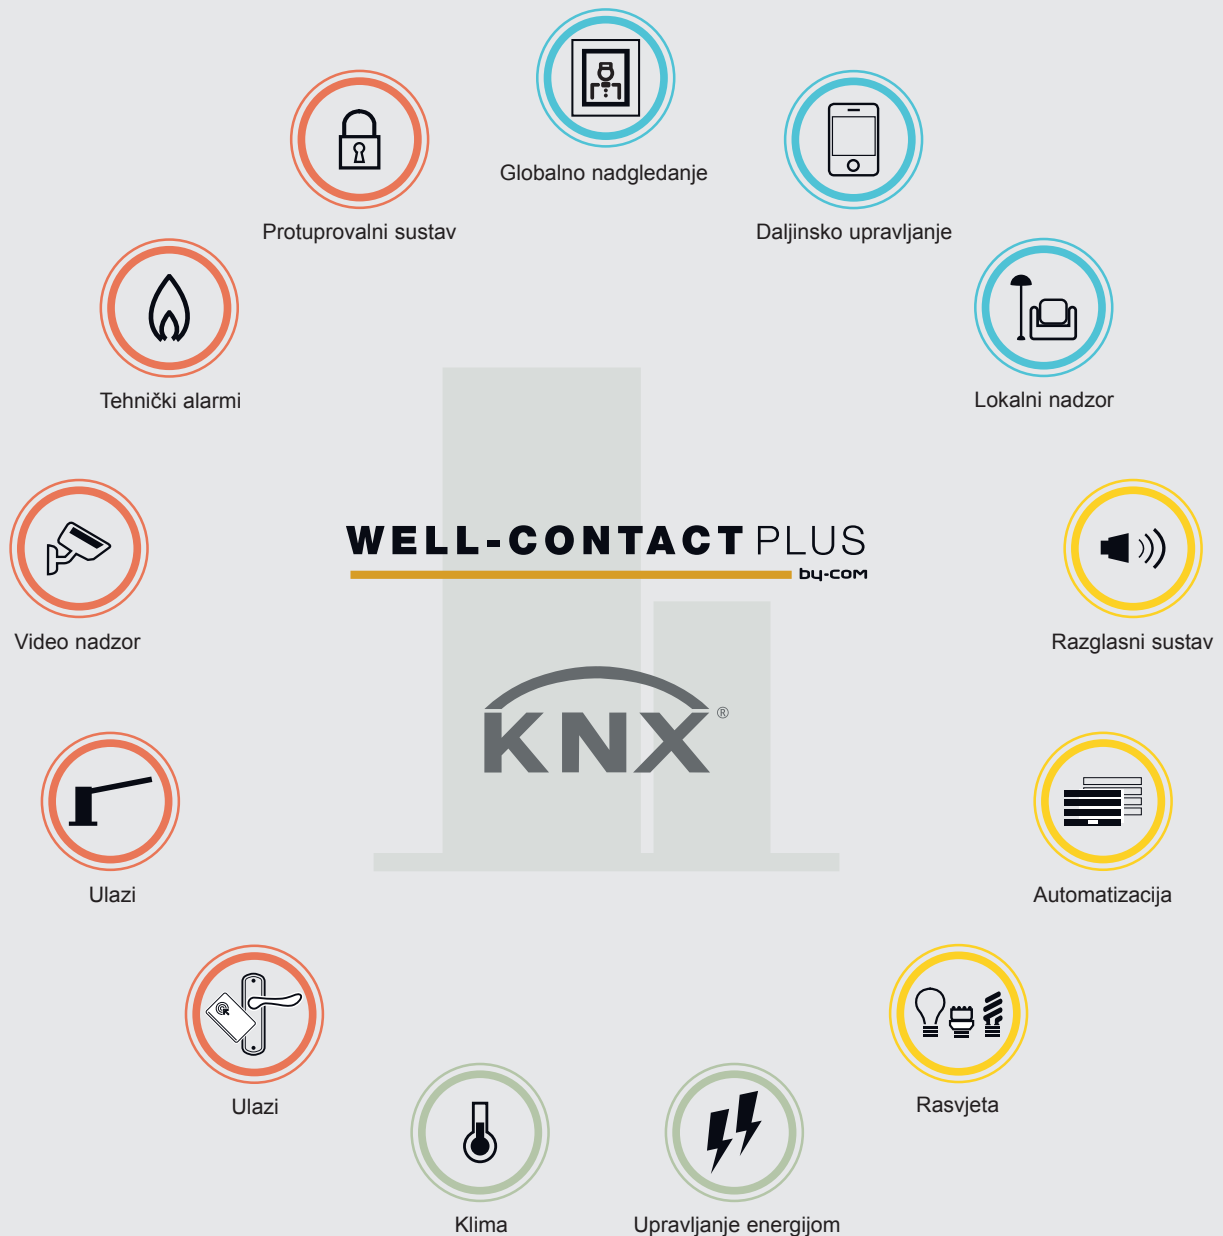 Globalno nadgledanje
Protuprovalni sustav
Daljinsko upravljanje
Tehnički alarmi
Lokalni nadzor
WELL-CONTACT PLUS
by-com
Video nadzor
Razglasni sustav
KNX®
Ulazi
Automatizacija
Ulazi
Rasvjeta
Klima
Upravljanje energijom